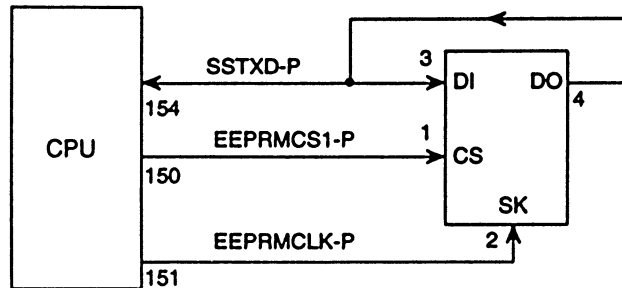 SSTXD-P
3
DI
DO
4
154
EEPRMCS1-P
1
CPU
CS
150
SK
EEPRMCLK-P
2
151